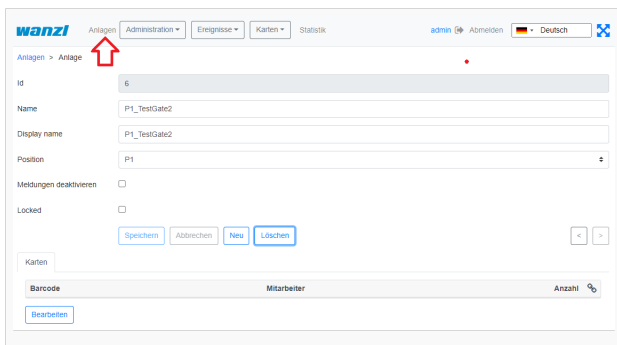 wanzl Anlagen Administration Ereignisse Karten Statistik admin Abmelden Deutsch
Anlagen > Anlage
Id 6
Name P1_TestGate2
Display name P1_TestGate2
Position P1
Meldungen deaktivieren
Locked
Speichern Abbrechen Neu Löschen < >
Karten
Barcode Mitarbeiter Anzahl
Bearbeiten